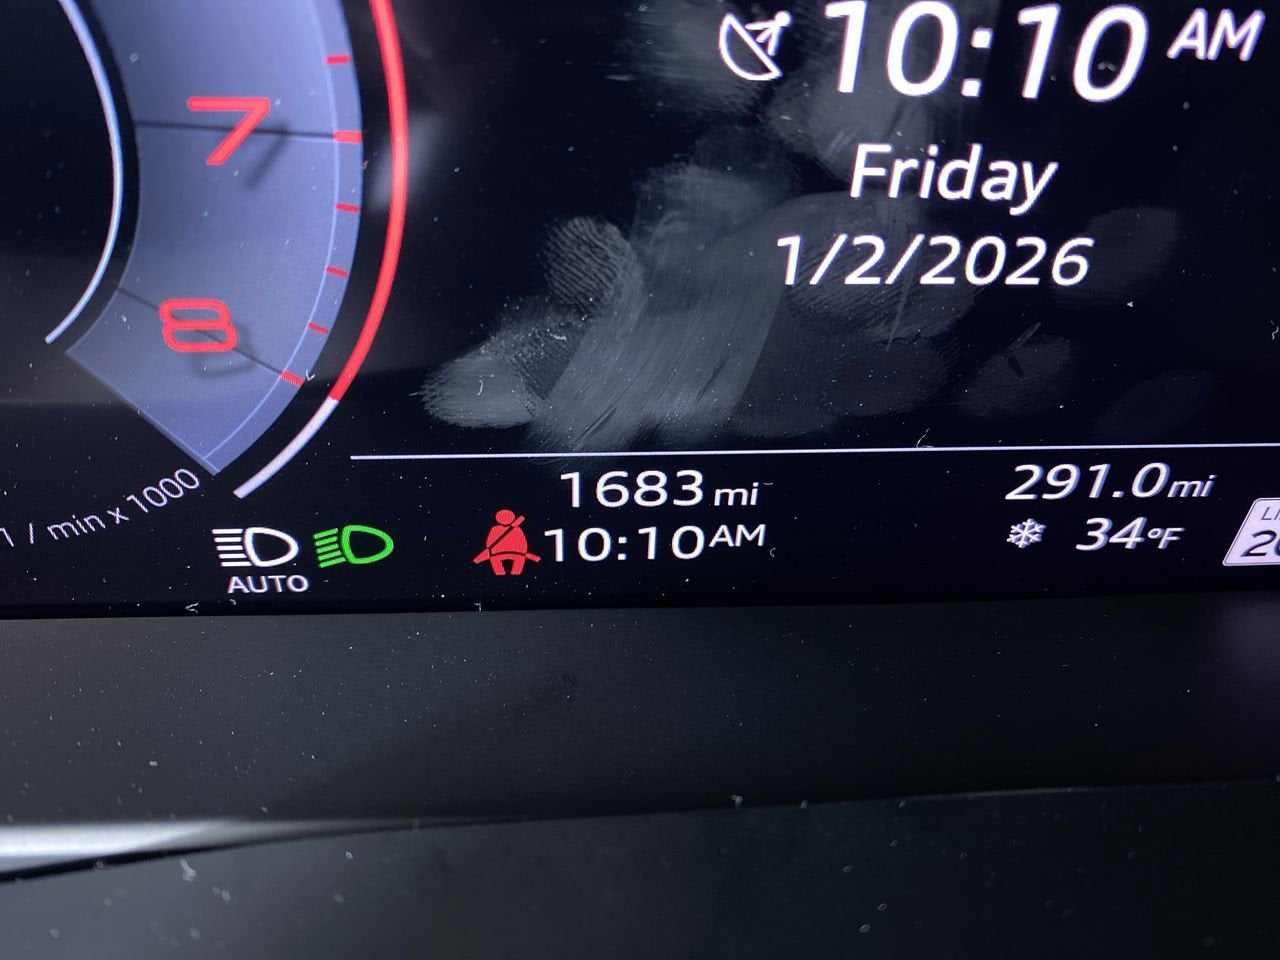 10:10 AM
7
Friday
1/2/2026
8
1 / min x 1000
1683 mi
291.0 mi
AUTO
10:10 AM
34°F